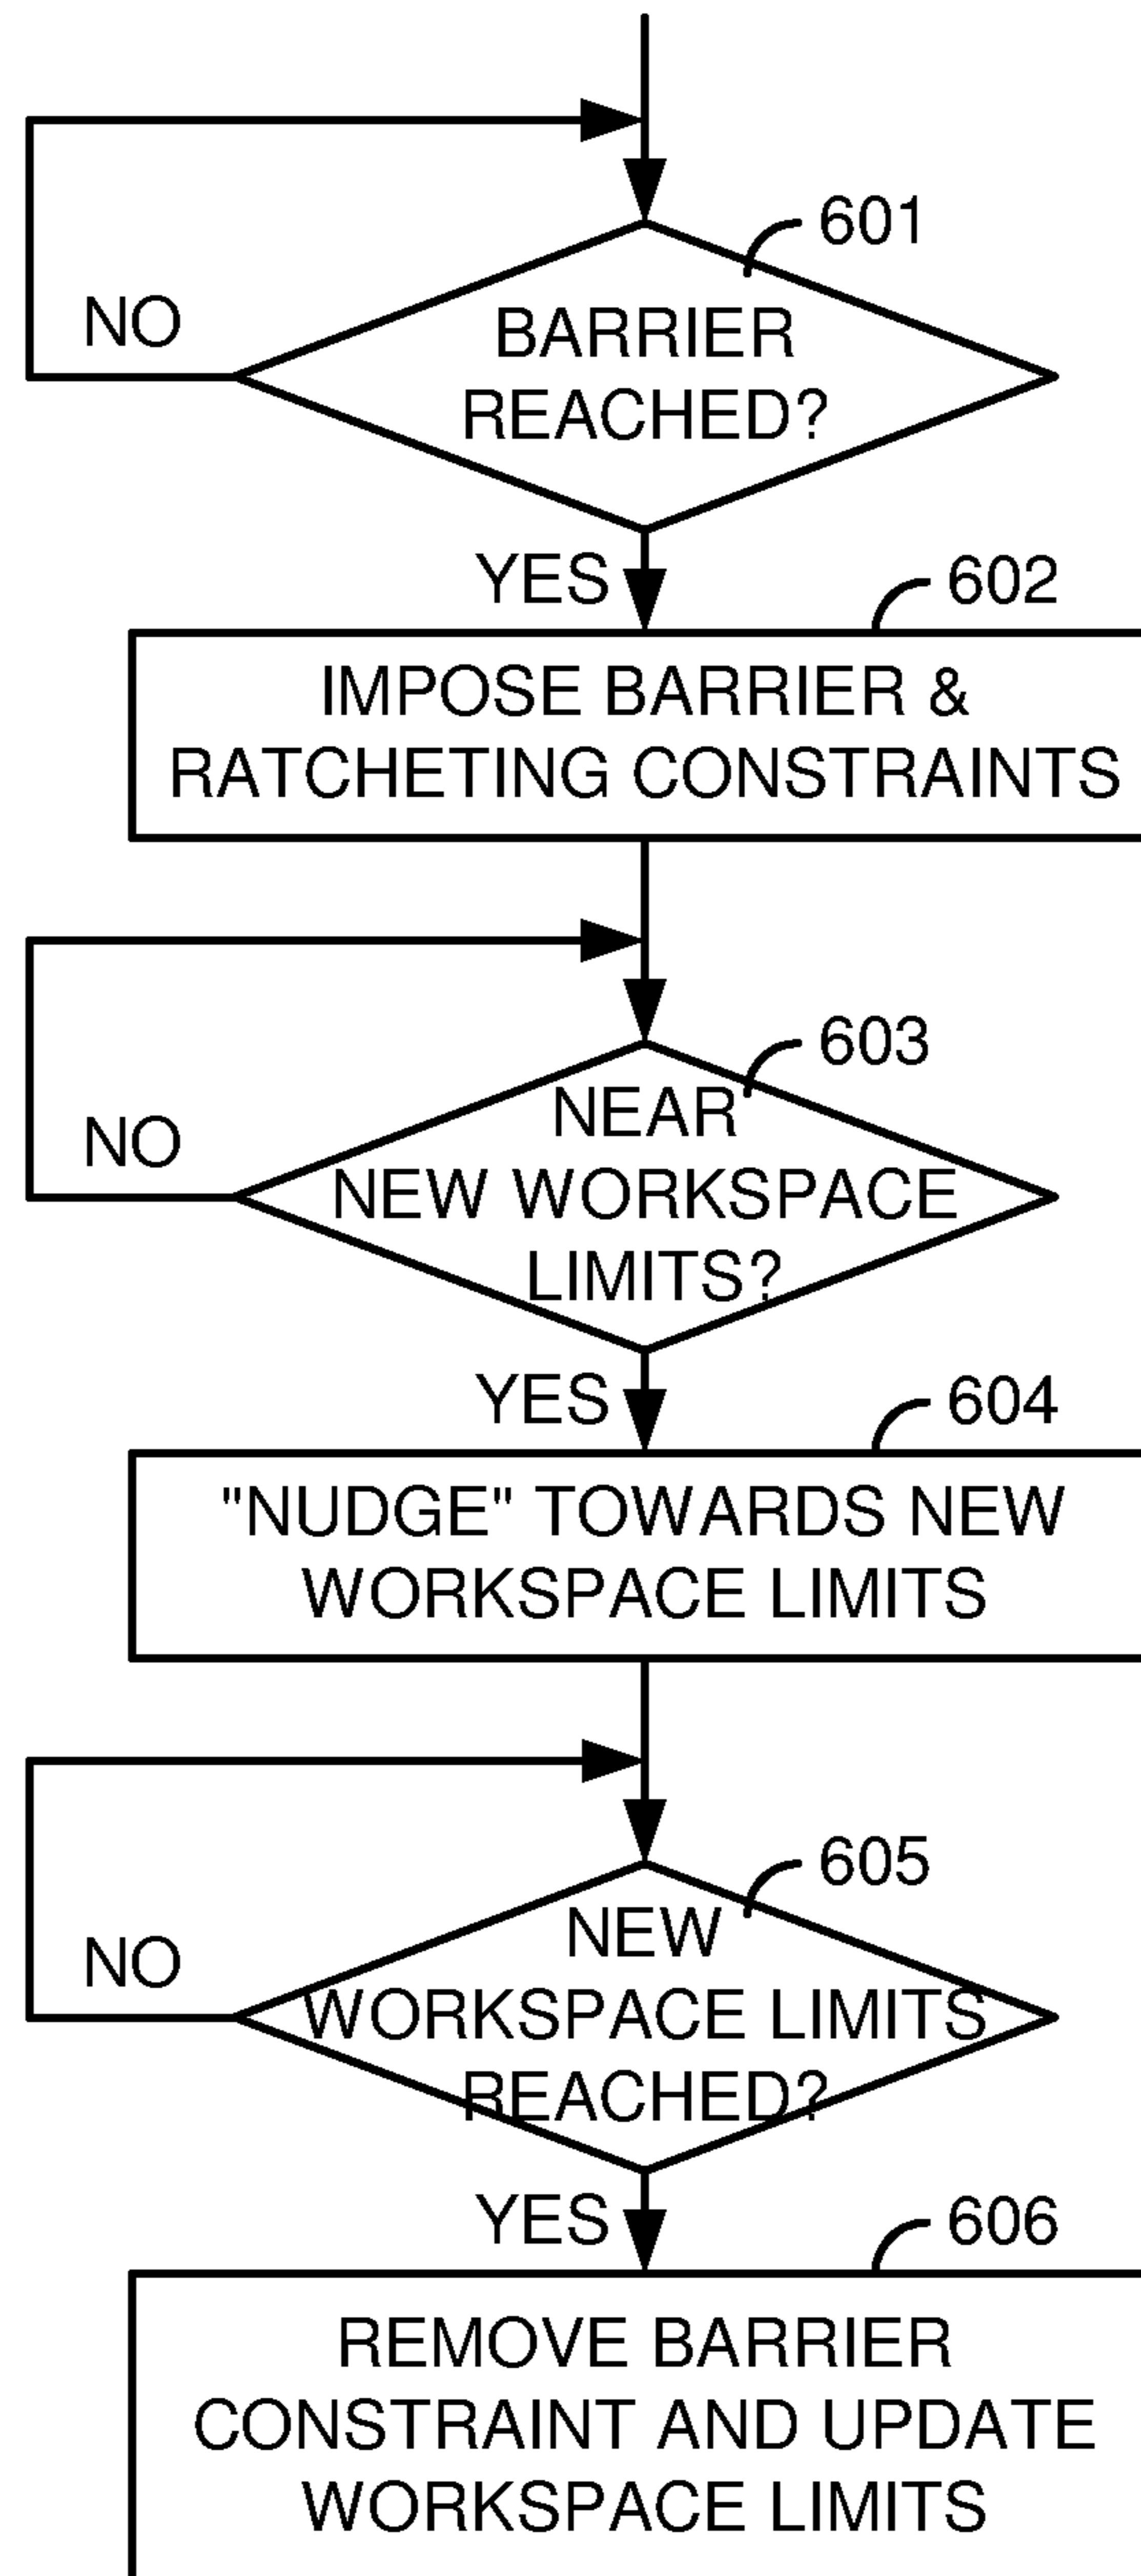 601
BARRIER
REACHED?
NO
YES
602
IMPOSE BARRIER &
RATCHETING CONSTRAINTS
603
NEAR
NEW WORKSPACE
LIMITS?
NO
YES
604
"NUDGE" TOWARDS NEW
WORKSPACE LIMITS
605
NEW
WORKSPACE LIMITS
REACHED?
NO
YES
606
REMOVE BARRIER
CONSTRAINT AND UPDATE
WORKSPACE LIMITS